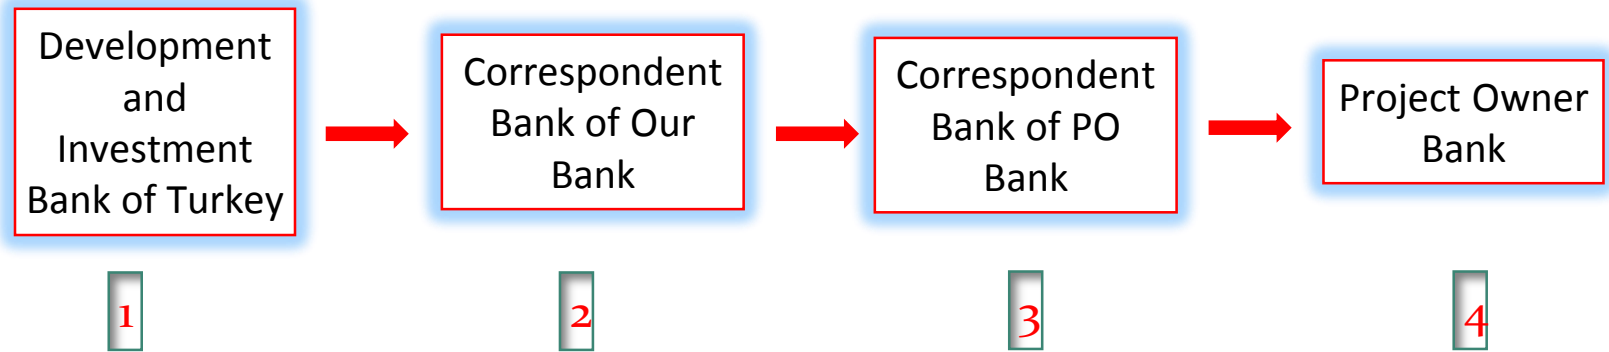 Development
and
Investment
Bank of Turkey
Correspondent
Bank of Our
Bank
Correspondent
Bank of PO
Bank
Project Owner
Bank
1
2
3
4